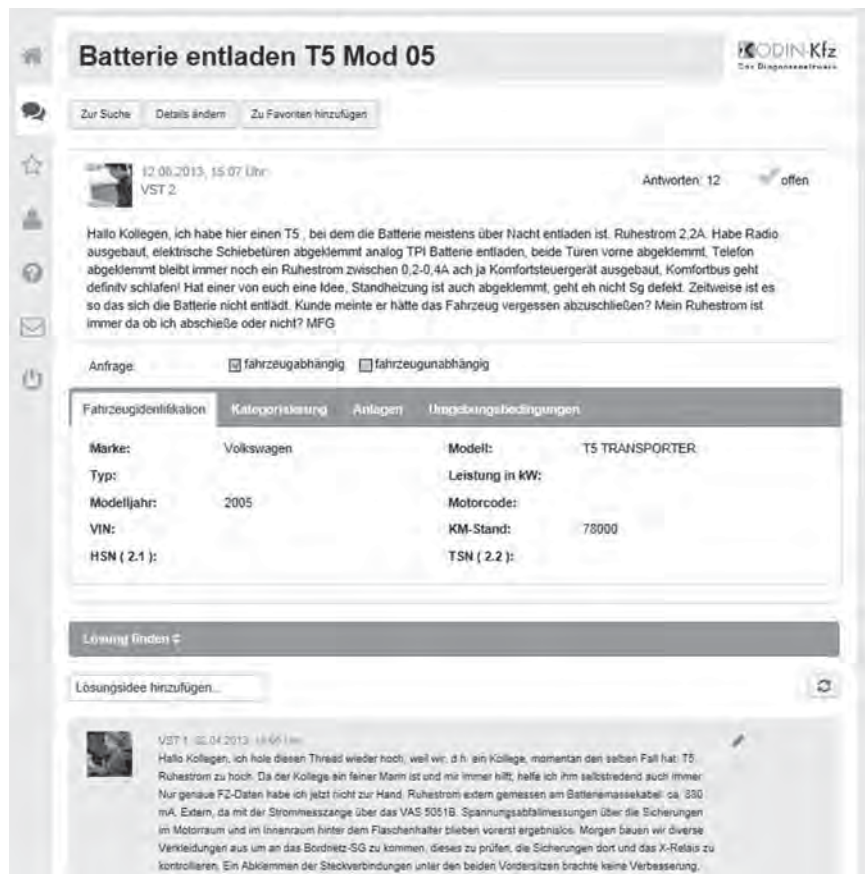 Batterie entladen T5 Mod 05
KODIN-Kfz
Das Diagnosenetzwerk
Zur Suche Details ändern Zu Favoriten hinzufügen
12.06.2013, 15:07 Uhr
VST 2
Antworten: 12 offen
Hallo Kollegen, ich habe hier einen T5 , bei dem die Batterie meistens über Nacht entladen ist. Ruhestrom 2,2A. Habe Radio
ausgebaut, elektrische Schiebetüren abgeklemmt analog TPI Batterie entladen, beide Türen vorne abgeklemmt, Telefon
abgeklemmt bleibt immer noch ein Ruhestrom zwischen 0,2-0,4A ach ja Komfortsteuergerät ausgebaut, Komfortbus geht
definitv schlafen! Hat einer von euch eine Idee, Standheizung ist auch abgeklemmt, geht eh nicht Sg defekt. Zeitweise ist es
so das sich die Batterie nicht entlädt. Kunde meinte er hätte das Fahrzeug vergessen abzuschließen? Mein Ruhestrom ist
immer da ob ich abschieße oder nicht? MFG
Anfrage: fahrzeugabhängig fahrzeugunabhängig
Fahrzeugidentifikation Kategorisierung Anlagen Umgebungsbedingungen
Marke: Volkswagen Modell: T5 TRANSPORTER
Typ: Leistung in kW:
Modelljahr: 2005 Motorcode:
VIN: KM-Stand: 78000
HSN ( 2.1 ): TSN ( 2.2 ):
Lösung finden
Lösungsidee hinzufügen...
VST 1, 02.04.2013, Uhr
Hallo Kollegen, ich hole diesen Thread wieder hoch, weil wir, d.h. ein Kollege, momentan den selben Fall hat: T5
Ruhestrom zu hoch. Da der Kollege ein feiner Mann ist und mir immer hilft, helfe ich ihm selbstredend auch immer
Nur genaue FZ-Daten habe ich jetzt nicht zur Hand. Ruhestrom extern gemessen am Batteriemassekabel: ca. 830
mA. Extern, da mit der Strommesszange über das VAS 5051B. Spannungsabfallmessungen über die Sicherungen
im Motorraum und im Innenraum hinter dem Flaschenhalter blieben vorerst ergebnislos. Morgen bauen wir diverse
Verkleidungen aus um an das Bordnetz-SG zu kommen, dieses zu prüfen, die Sicherungen dort und das X-Relais zu
kontrollieren. Ein Abklemmen der Steckverbindungen unter den beiden Vordersitzen brachte keine Verbesserung,